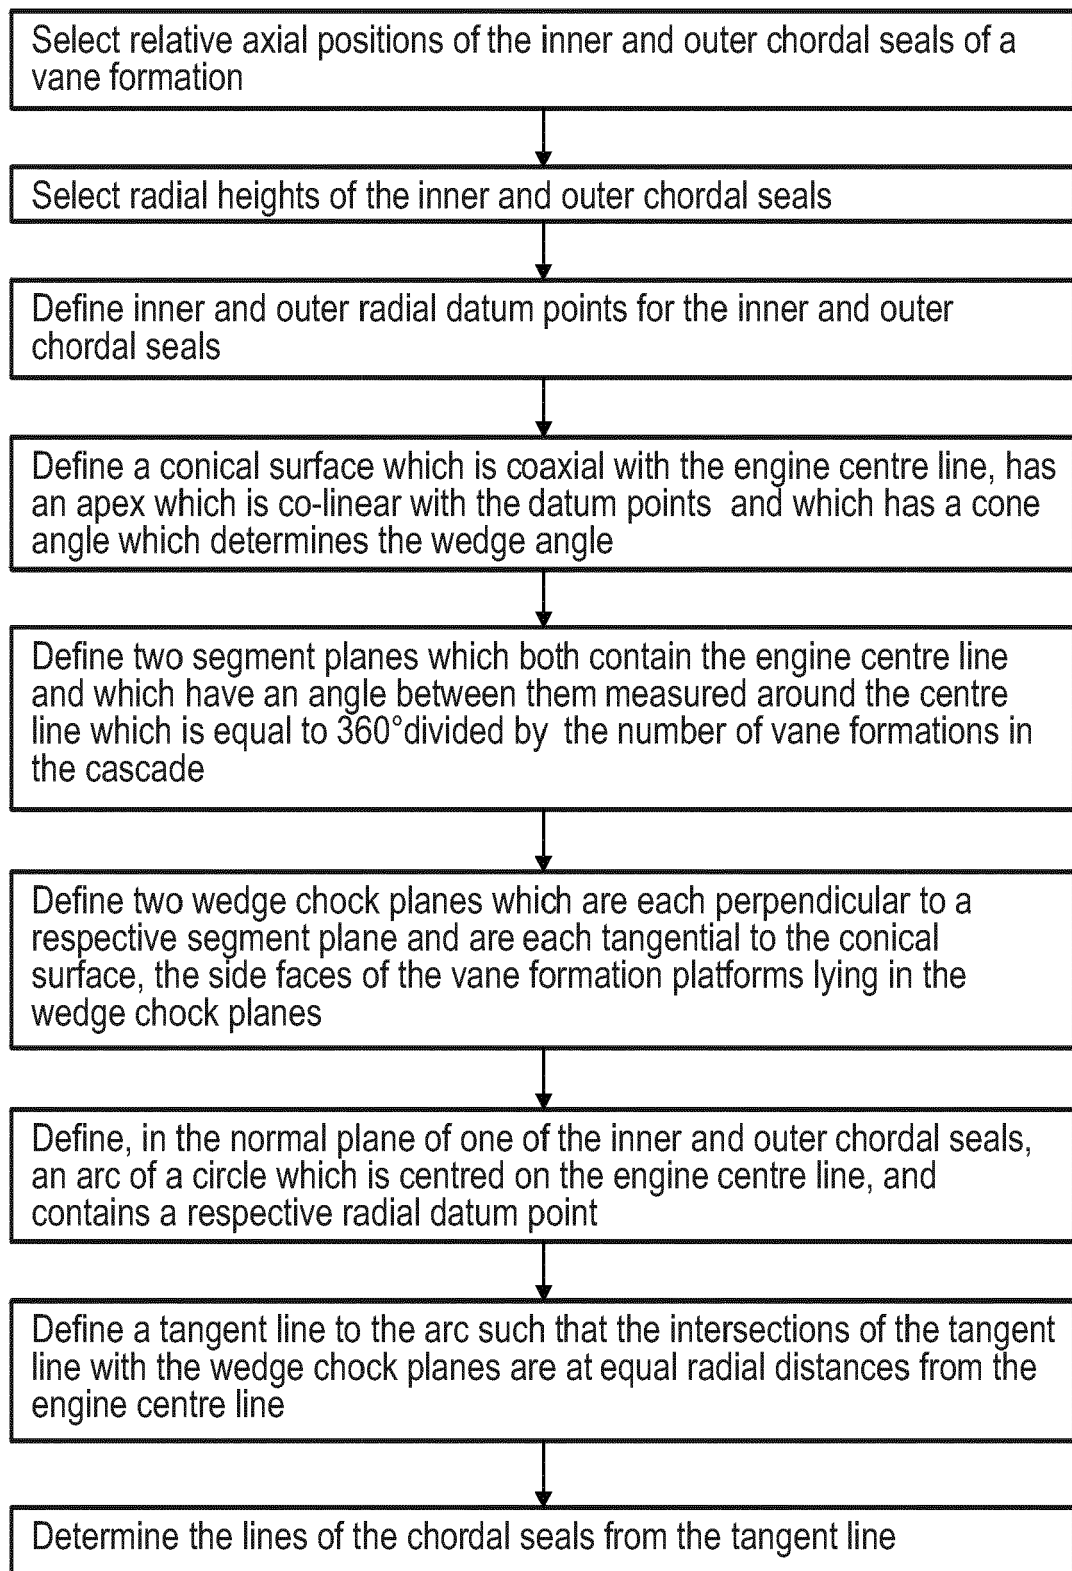 Select relative axial positions of the inner and outer chordal seals of a
vane formation
Select radial heights of the inner and outer chordal seals
Define inner and outer radial datum points for the inner and outer
chordal seals
Define a conical surface which is coaxial with the engine centre line, has
an apex which is co-linear with the datum points and which has a cone
angle which determines the wedge angle
Define two segment planes which both contain the engine centre line
and which have an angle between them measured around the centre
line which is equal to 360°divided by the number of vane formations in
the cascade
Define two wedge chock planes which are each perpendicular to a
respective segment plane and are each tangential to the conical
surface, the side faces of the vane formation platforms lying in the
wedge chock planes
Define, in the normal plane of one of the inner and outer chordal seals,
an arc of a circle which is centred on the engine centre line, and
contains a respective radial datum point
Define a tangent line to the arc such that the intersections of the tangent
line with the wedge chock planes are at equal radial distances from the
engine centre line
Determine the lines of the chordal seals from the tangent line